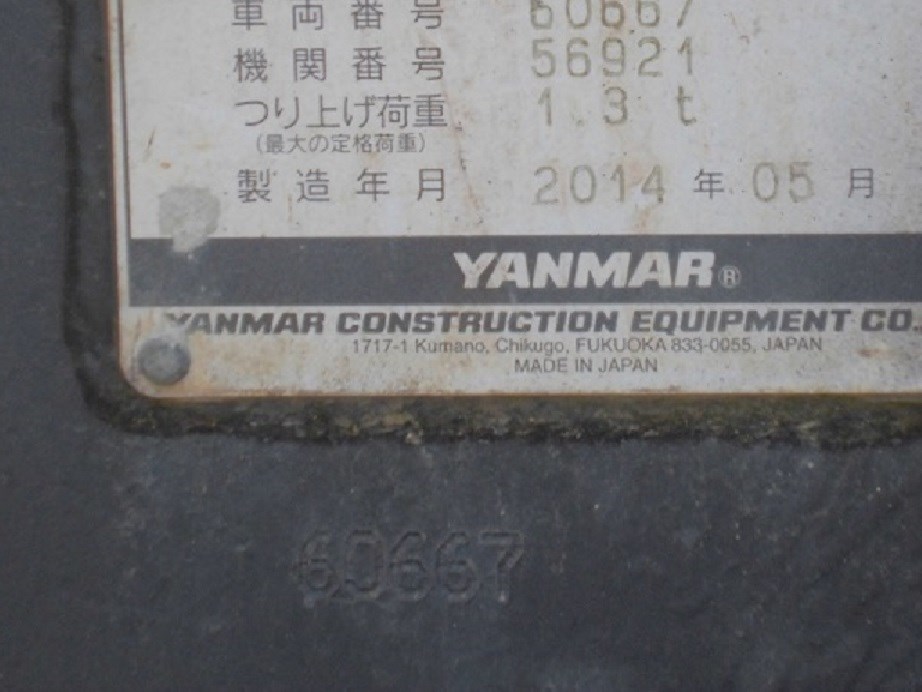 車両番号 60667
機関番号 56921
つり上げ荷重 1.3 t
(最大の定格荷重)
製造年月 2014 年 05 月
YANMAR®
YANMAR CONSTRUCTION EQUIPMENT CO.
1717-1 Kumano, Chikugo, FUKUOKA 833-0055, JAPAN
MADE IN JAPAN
60667